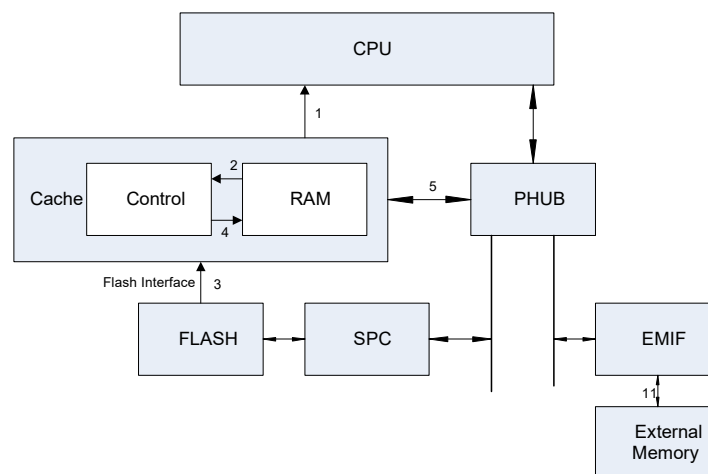 CPU
1
2
Cache
Control
RAM
5
PHUB
4
Flash Interface
3
FLASH
SPC
EMIF
11
External
Memory